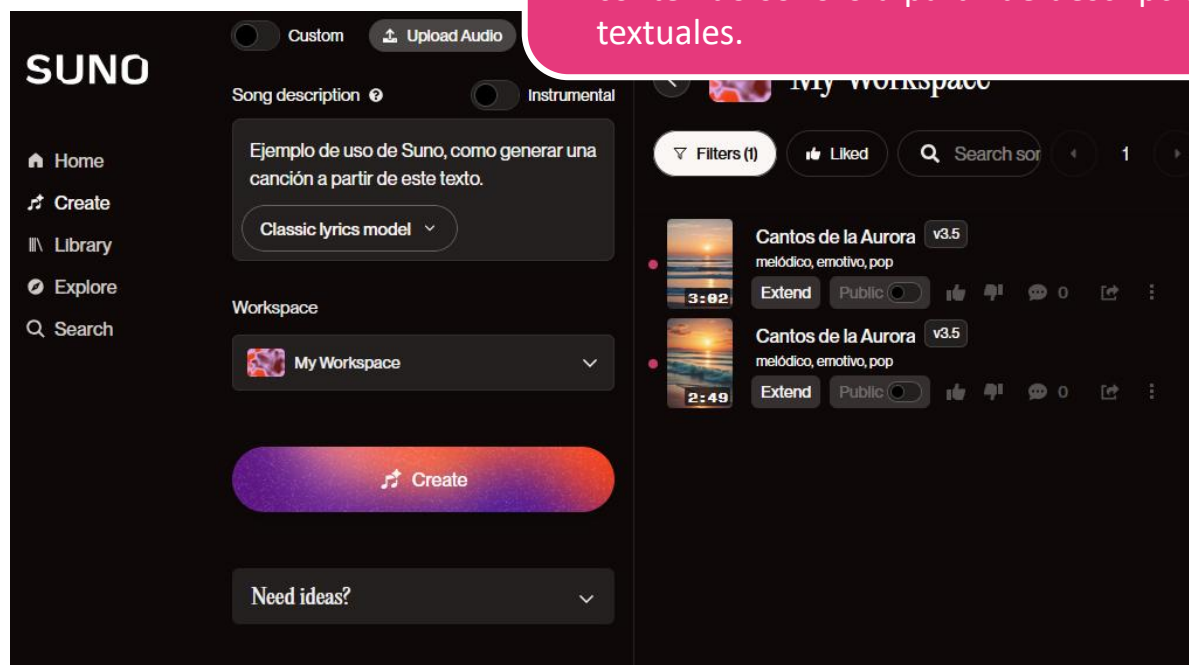 textuales.
SUNO
Home
Create
Library
Explore
Search
Custom
Upload Audio
Song description
Instrumental
Ejemplo de uso de Suno, como generar una
canción a partir de este texto.
Classic lyrics model
Workspace
My Workspace
Create
Need ideas?
My Workspace
Filters (1)
Liked
Search
1
Cantos de la Aurora v3.5
melódico, emotivo, pop
3:02
Extend Public 0
Cantos de la Aurora v3.5
melódico, emotivo, pop
2:49
Extend Public 0